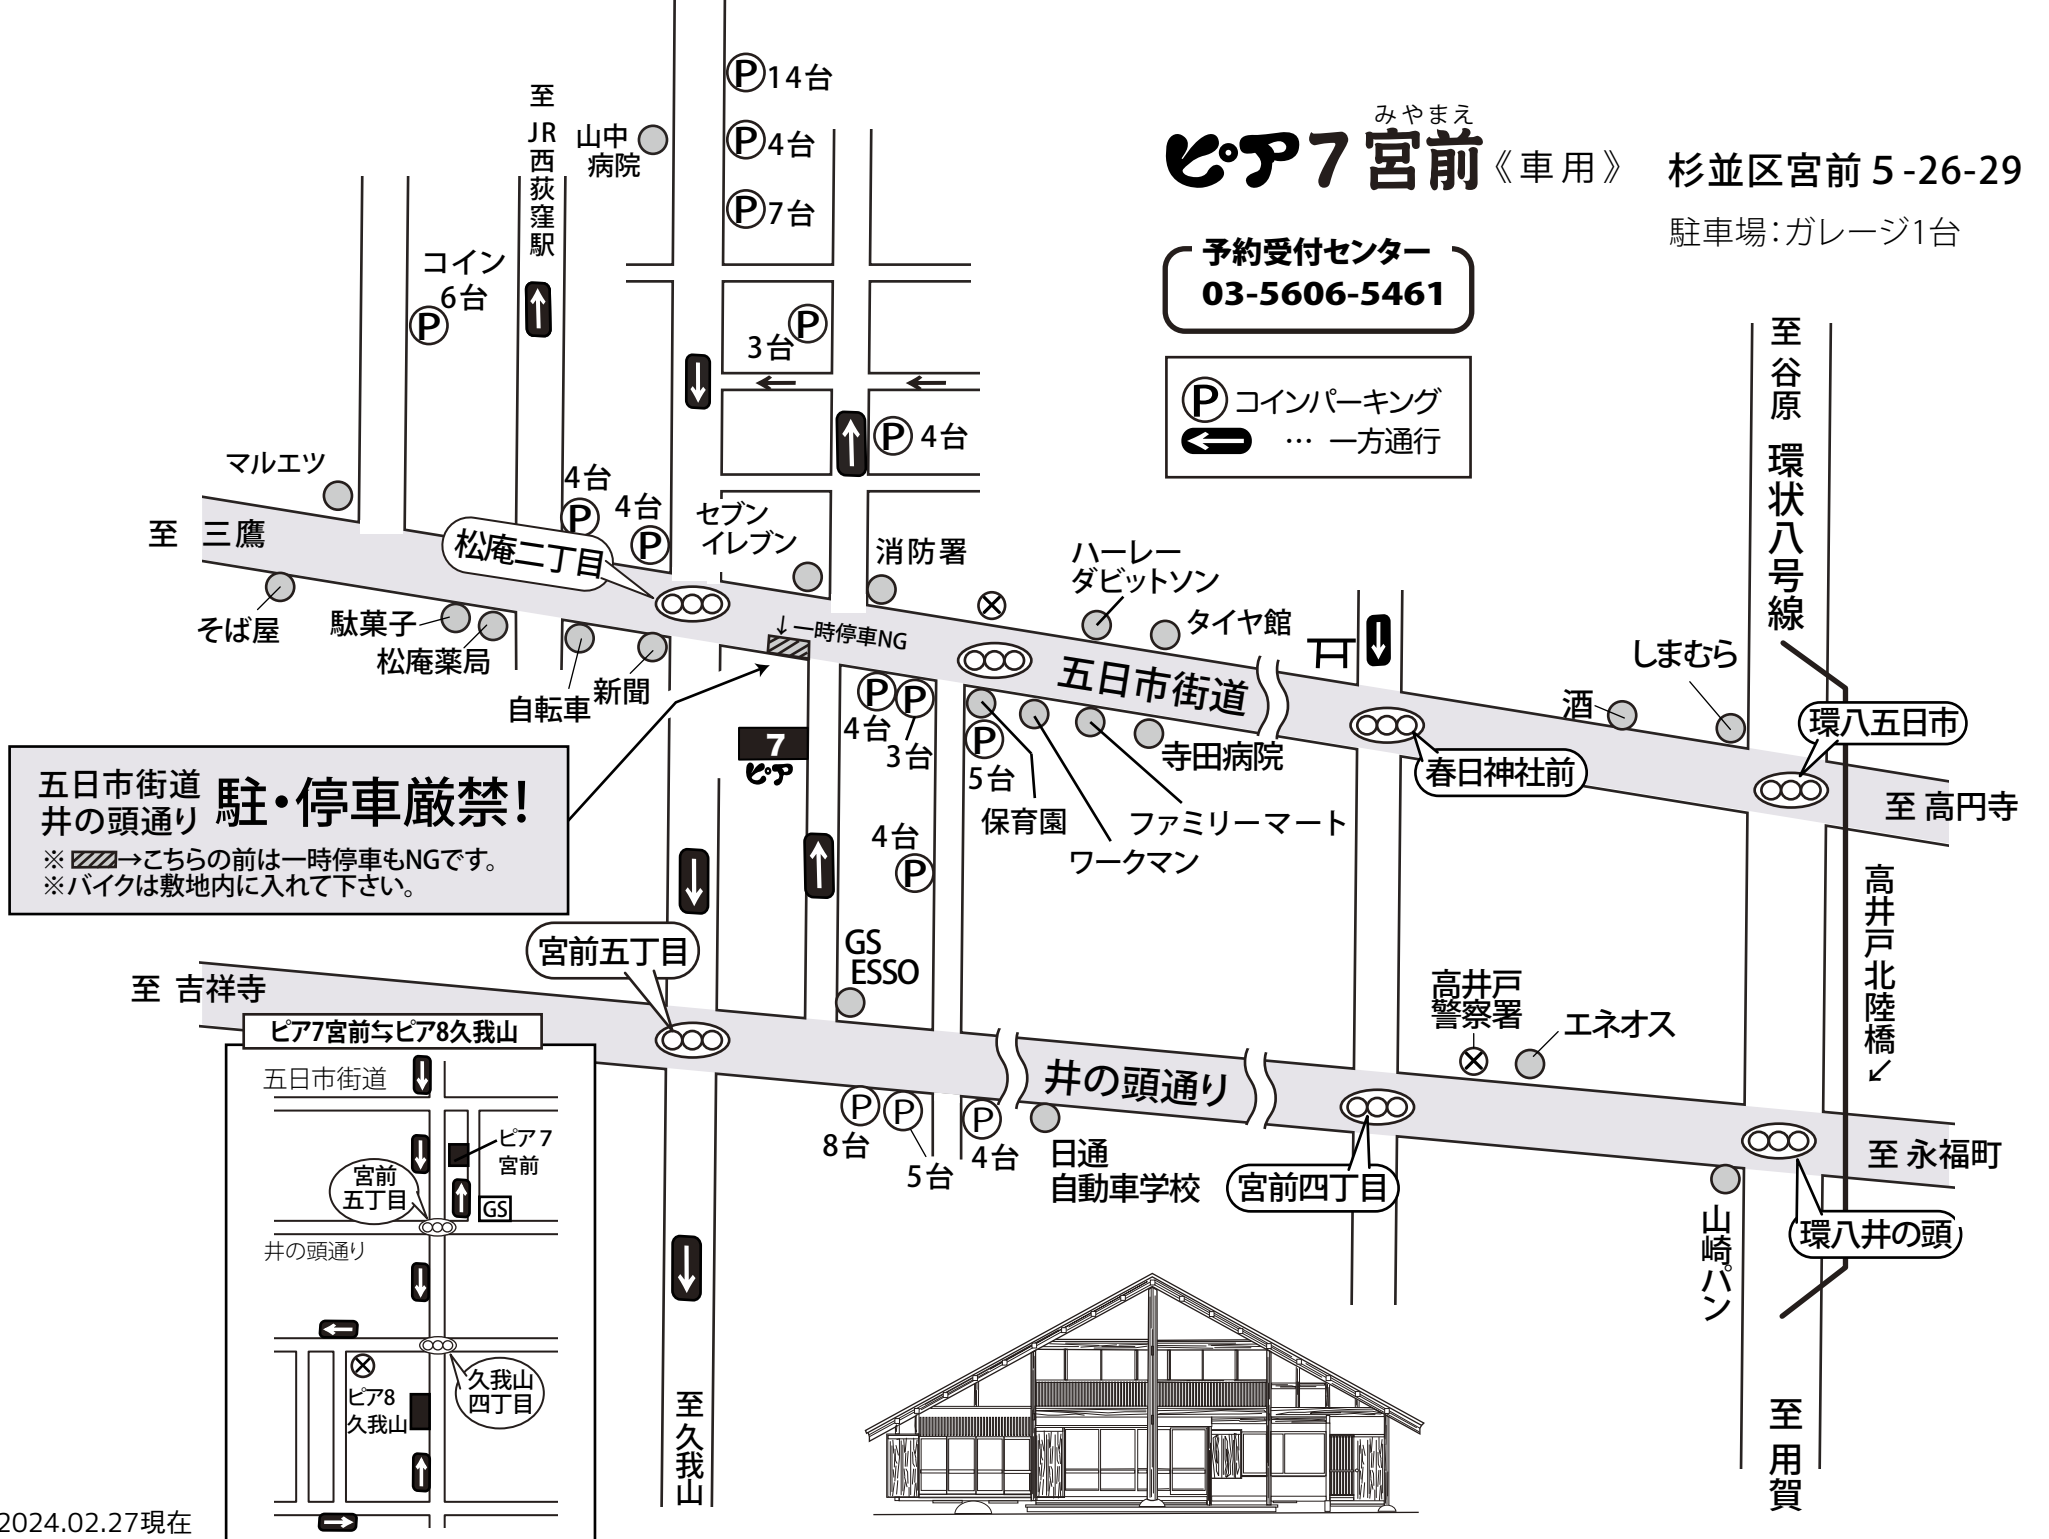 みやまえ
ピア7宮前《車用》
杉並区宮前 5 -26-29
駐車場：ガレージ1台
予約受付センター
03-5606-5461
Ⓟコインパーキング
… 一方通行
至 JR西荻窪駅
山中
病院
Ⓟ14台
Ⓟ4台
Ⓟ7台
コイン
6台
Ⓟ
Ⓟ
3台
Ⓟ4台
マルエツ
4台
Ⓟ
4台
Ⓟ
セブン
イレブン
消防署
ハーレー
ダビットソン
タイヤ館
至 三鷹
松庵二丁目
そば屋
駄菓子
松庵薬局
自転車
新聞
↓一時停車NG
五日市街道
至 谷原
環状八号線
しまむら
酒
環八五日市
春日神社前
至 高円寺
Ⓟ
4台
Ⓟ
3台
Ⓟ
5台
保育園
ワークマン
ファミリーマート
寺田病院
7
ピア
五日市街道
井の頭通り
駐・停車厳禁！
※→こちらの前は一時停車もNGです。
※バイクは敷地内に入れて下さい。
4台
Ⓟ
GS
ESSO
宮前五丁目
至 吉祥寺
高井戸
警察署
エネオス
高井戸北陸橋↙
井の頭通り
Ⓟ
8台
Ⓟ
5台
Ⓟ
4台
日通
自動車学校
宮前四丁目
至 永福町
環八井の頭
山崎パン
至 久我山
至 用賀
ピア7宮前⇆ピア8久我山
五日市街道
ピア7
宮前
宮前
五丁目
GS
井の頭通り
ピア8
久我山
久我山
四丁目
2024.02.27現在